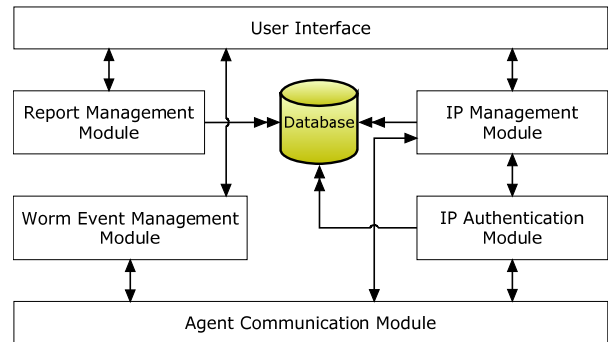 User Interface
Report Management
Module
Database
IP Management
Module
Worm Event Management
Module
IP Authentication
Module
Agent Communication Module